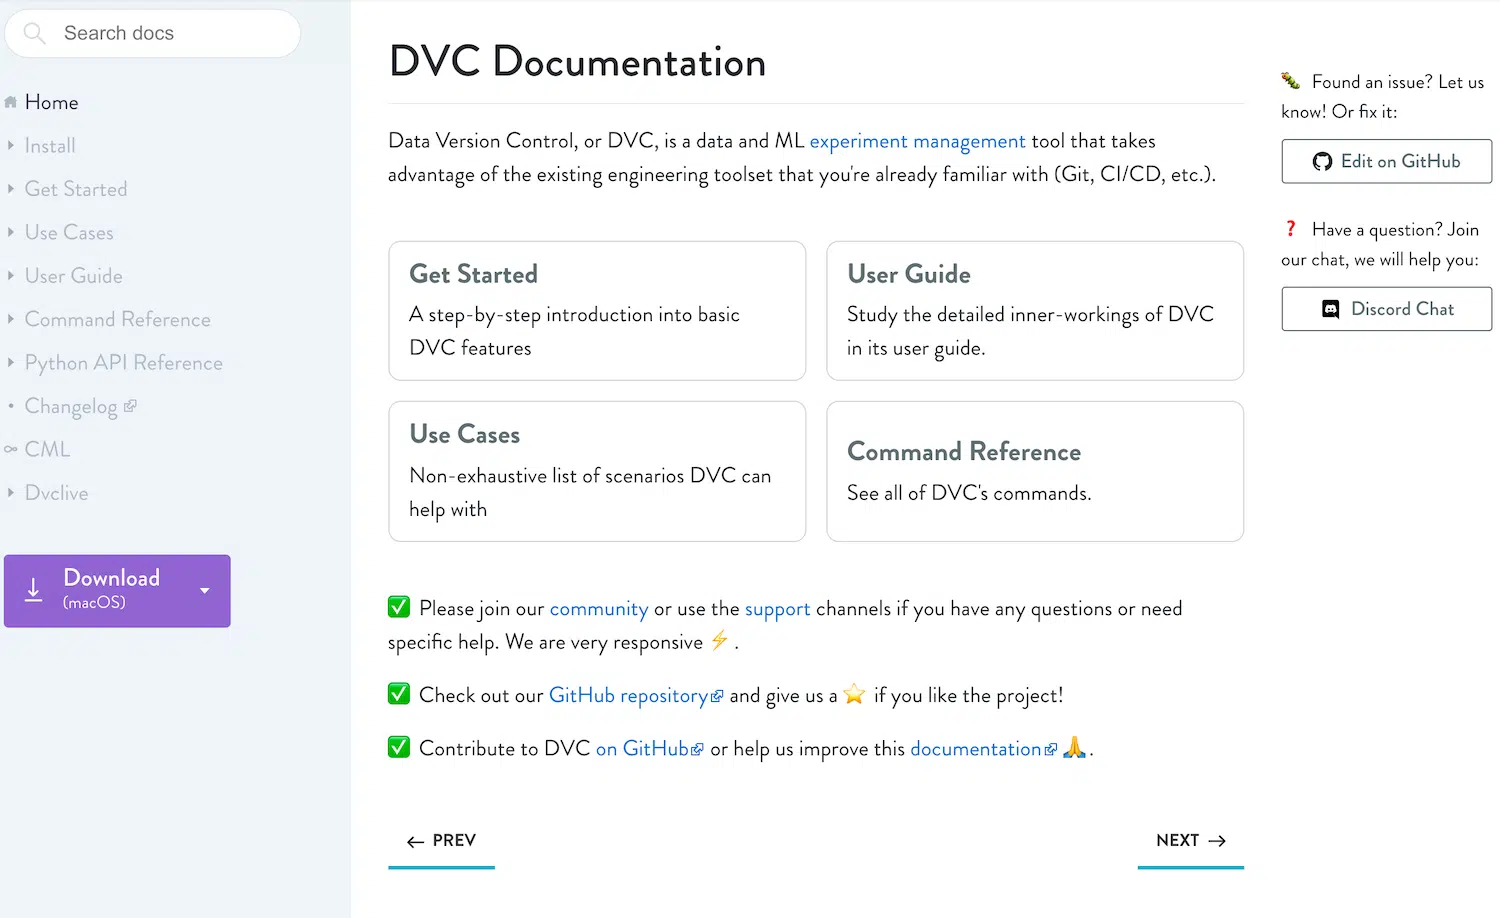 Search docs
Home
Install
Get Started
Use Cases
User Guide
Command Reference
Python API Reference
Changelog
CML
Dvclive
Download
(macOS)
DVC Documentation
Data Version Control, or DVC, is a data and ML experiment management tool that takes
advantage of the existing engineering toolset that you're already familiar with (Git, CI/CD, etc.).
Get Started
A step-by-step introduction into basic
DVC features
User Guide
Study the detailed inner-workings of DVC
in its user guide.
Use Cases
Non-exhaustive list of scenarios DVC can
help with
Command Reference
See all of DVC's commands.
✅ Please join our community or use the support channels if you have any questions or need
specific help. We are very responsive ⚡ .
✅ Check out our GitHub repository and give us a ⭐ if you like the project!
✅ Contribute to DVC on GitHub or help us improve this documentation 🙏.
← PREV
NEXT →
🐛 Found an issue? Let us
know! Or fix it:
Edit on GitHub
❓ Have a question? Join
our chat, we will help you:
Discord Chat